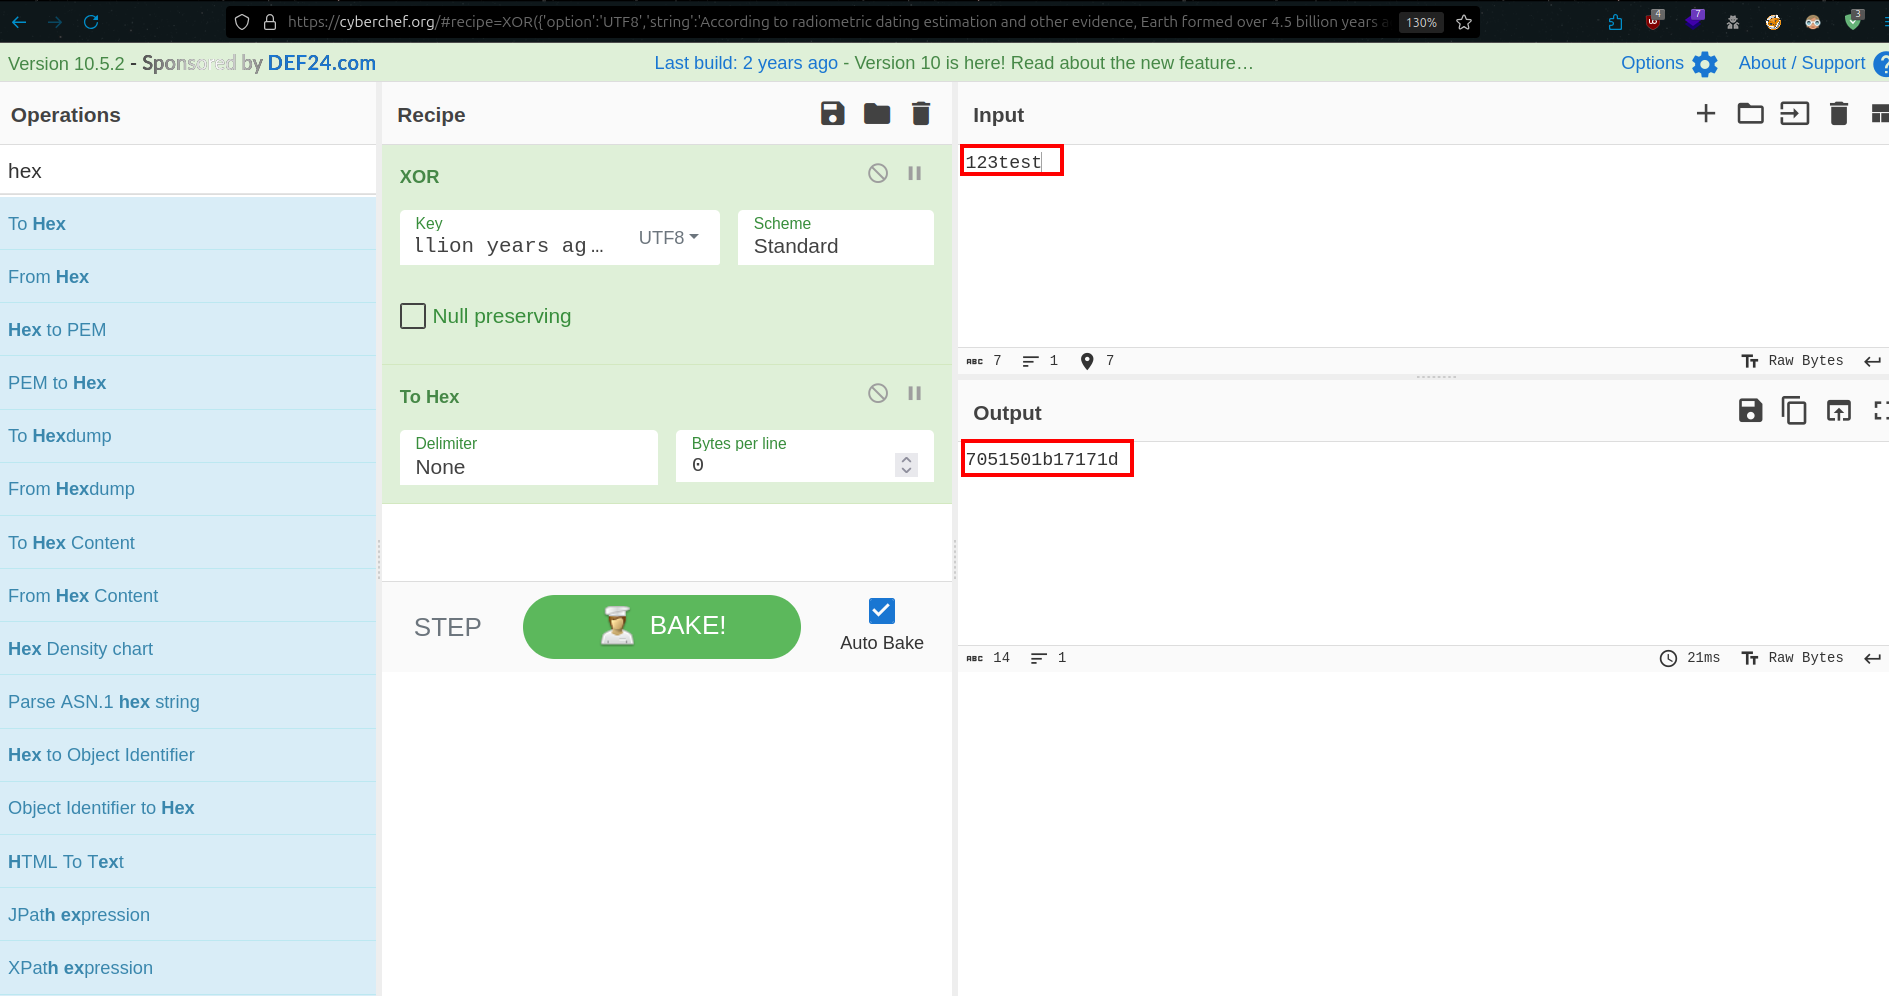 https://cyberchef.org/#recipe=XOR({'option':'UTF8','string':'According to radiometric dating estimation and other evidence, Earth formed over 4.5 billion years a
130%
4
7
3
Version 10.5.2 - Sponsored by DEF24.com
Last build: 2 years ago - Version 10 is here! Read about the new feature…
Options
About / Support
Operations
hex
To Hex
From Hex
Hex to PEM
PEM to Hex
To Hexdump
From Hexdump
To Hex Content
From Hex Content
Hex Density chart
Parse ASN.1 hex string
Hex to Object Identifier
Object Identifier to Hex
HTML To Text
JPath expression
XPath expression
Recipe
XOR
Key
llion years ag…
UTF8
Scheme
Standard
Null preserving
To Hex
Delimiter
None
Bytes per line
0
STEP
BAKE!
Auto Bake
Input
123test
ABC 7
1
7
Tr Raw Bytes
Output
7051501b17171d
ABC 14
1
21ms
Tr Raw Bytes